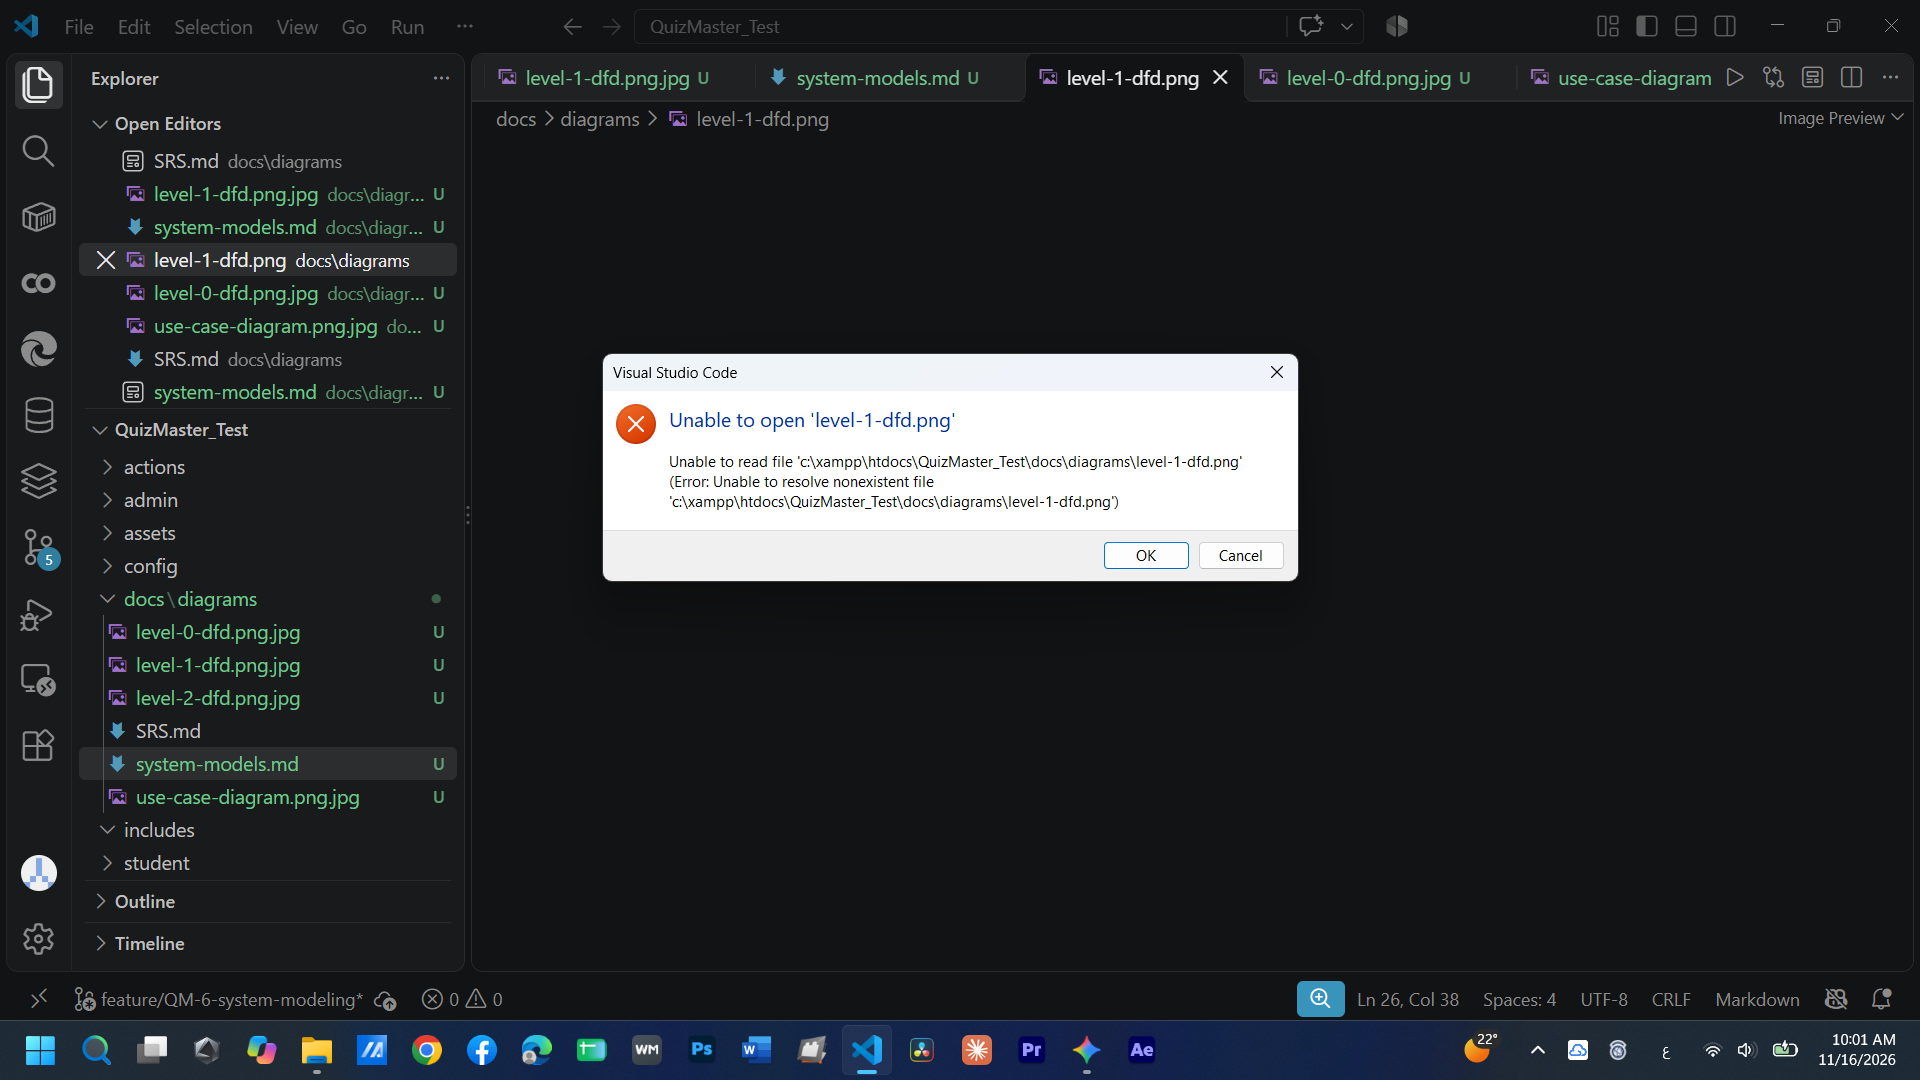 File Edit Selection View Go Run ···
QuizMaster_Test
Explorer ···
Open Editors
SRS.md docs\diagrams
level-1-dfd.png.jpg docs\diagr... U
system-models.md docs\diagr... U
level-1-dfd.png docs\diagrams
level-0-dfd.png.jpg docs\diagr... U
use-case-diagram.png.jpg do... U
SRS.md docs\diagrams
system-models.md docs\diagr... U
QuizMaster_Test
actions
admin
assets
config
docs\diagrams
level-0-dfd.png.jpg U
level-1-dfd.png.jpg U
level-2-dfd.png.jpg U
SRS.md
system-models.md U
use-case-diagram.png.jpg U
includes
student
Outline
Timeline
5
level-1-dfd.png.jpg U system-models.md U level-1-dfd.png level-0-dfd.png.jpg U use-case-diagram ···
docs > diagrams > level-1-dfd.png
Image Preview
Visual Studio Code
Unable to open 'level-1-dfd.png'
Unable to read file 'c:\xampp\htdocs\QuizMaster_Test\docs\diagrams\level-1-dfd.png'
(Error: Unable to resolve nonexistent file
'c:\xampp\htdocs\QuizMaster_Test\docs\diagrams\level-1-dfd.png')
OK Cancel
feature/QM-6-system-modeling* 0 0 Ln 26, Col 38 Spaces: 4 UTF-8 CRLF Markdown
WM Ps W Pr Ae 22° ع 10:01 AM
11/16/2026